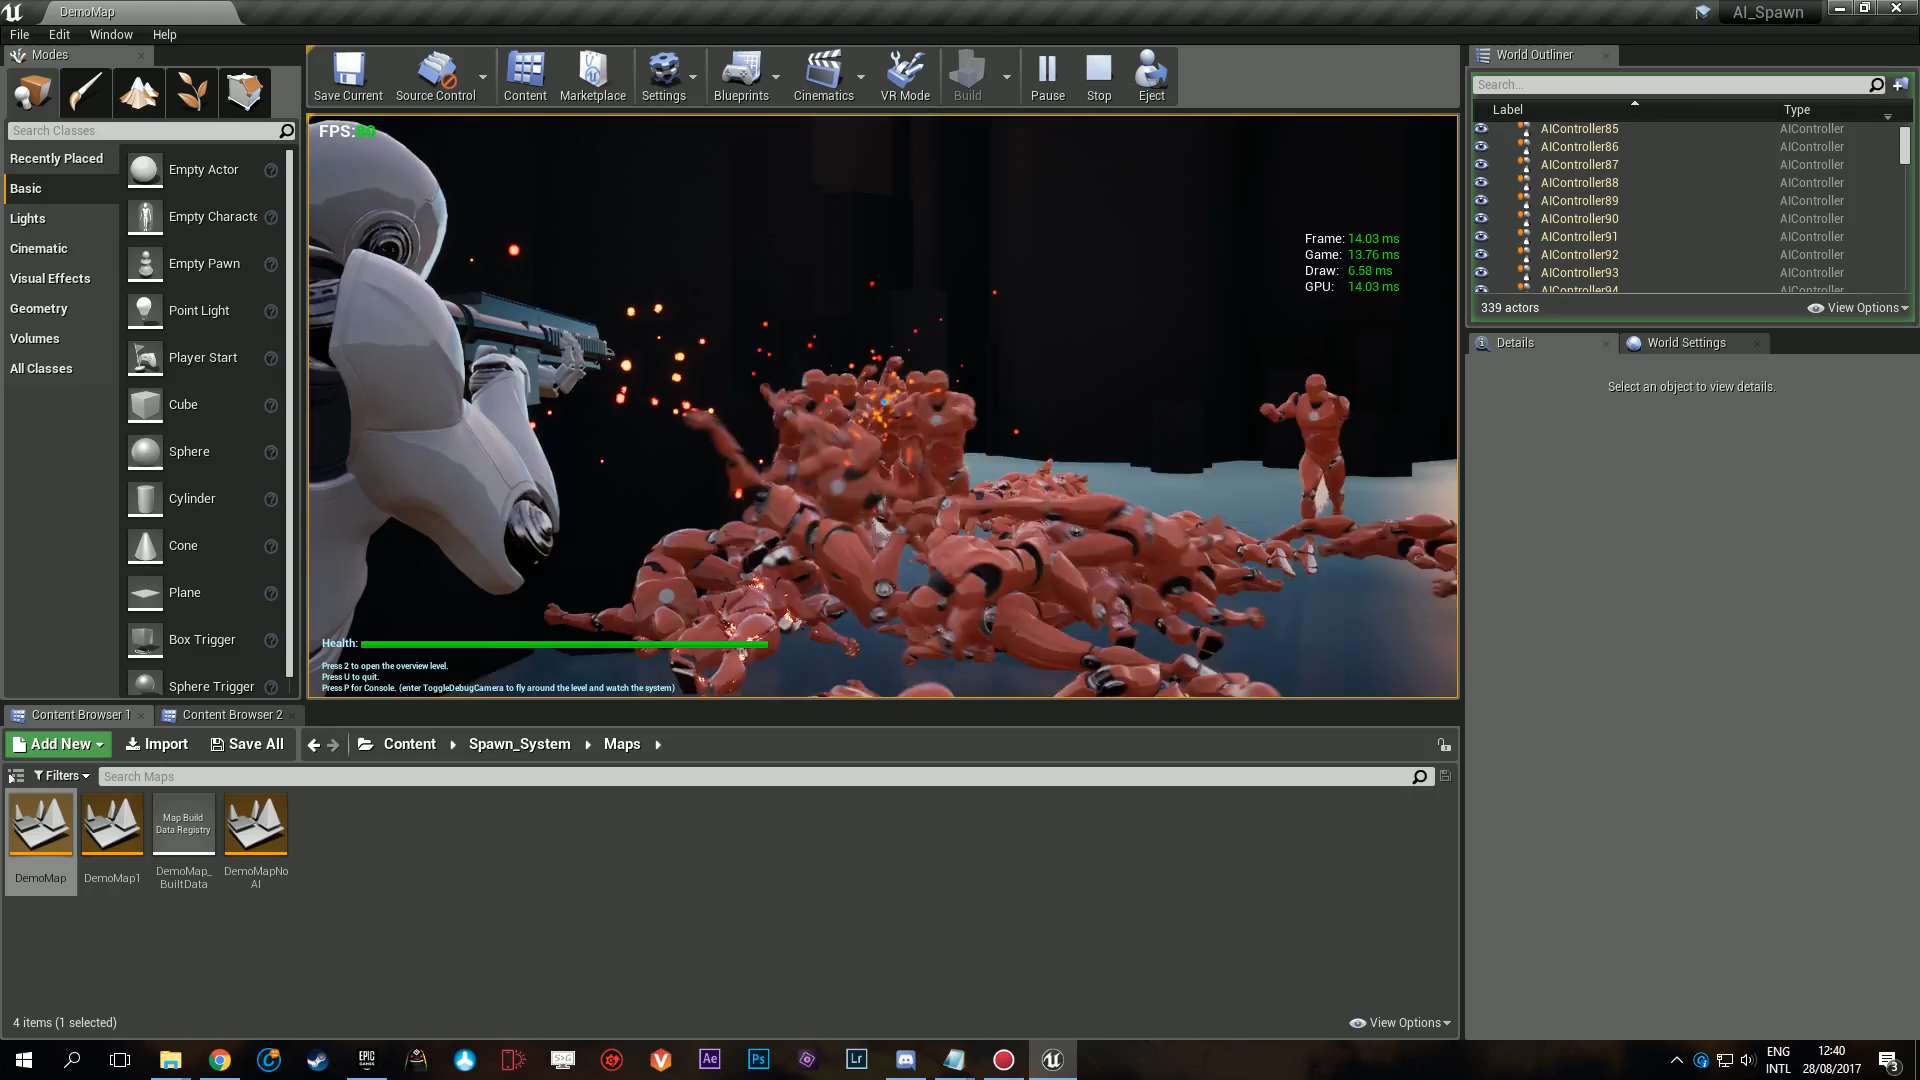 DemoMap
AI_Spawn
File Edit Window Help
Modes
Search Classes
Recently Placed
Basic
Lights
Cinematic
Visual Effects
Geometry
Volumes
All Classes
Empty Actor
Empty Characte
Empty Pawn
Point Light
Player Start
Cube
Sphere
Cylinder
Cone
Plane
Box Trigger
Sphere Trigger
Save Current
Source Control
Content
Marketplace
Settings
Blueprints
Cinematics
VR Mode
Build
Pause
Stop
Eject
FPS:
Frame: 14.03 ms
Game: 13.76 ms
Draw: 6.58 ms
GPU: 14.03 ms
Health:
Press 2 to open the overview level.
Press U to quit.
Press P for Console. (enter ToggleDebugCamera to fly around the level and watch the system)
World Outliner
Search...
Label Type
AIController85 AIController
AIController86 AIController
AIController87 AIController
AIController88 AIController
AIController89 AIController
AIController90 AIController
AIController91 AIController
AIController92 AIController
AIController93 AIController
AIController94 AIController
339 actors
View Options
Details
World Settings
Select an object to view details.
Content Browser 1
Content Browser 2
Add New
Import
Save All
Content
Spawn_System
Maps
Filters
Search Maps
DemoMap
DemoMap1
Map Build
Data Registry
DemoMap_
BuiltData
DemoMapNo
AI
4 items (1 selected)
View Options
EPIC
GAMES
Ae
Ps
Lr
ENG
INTL
12:40
28/08/2017
3